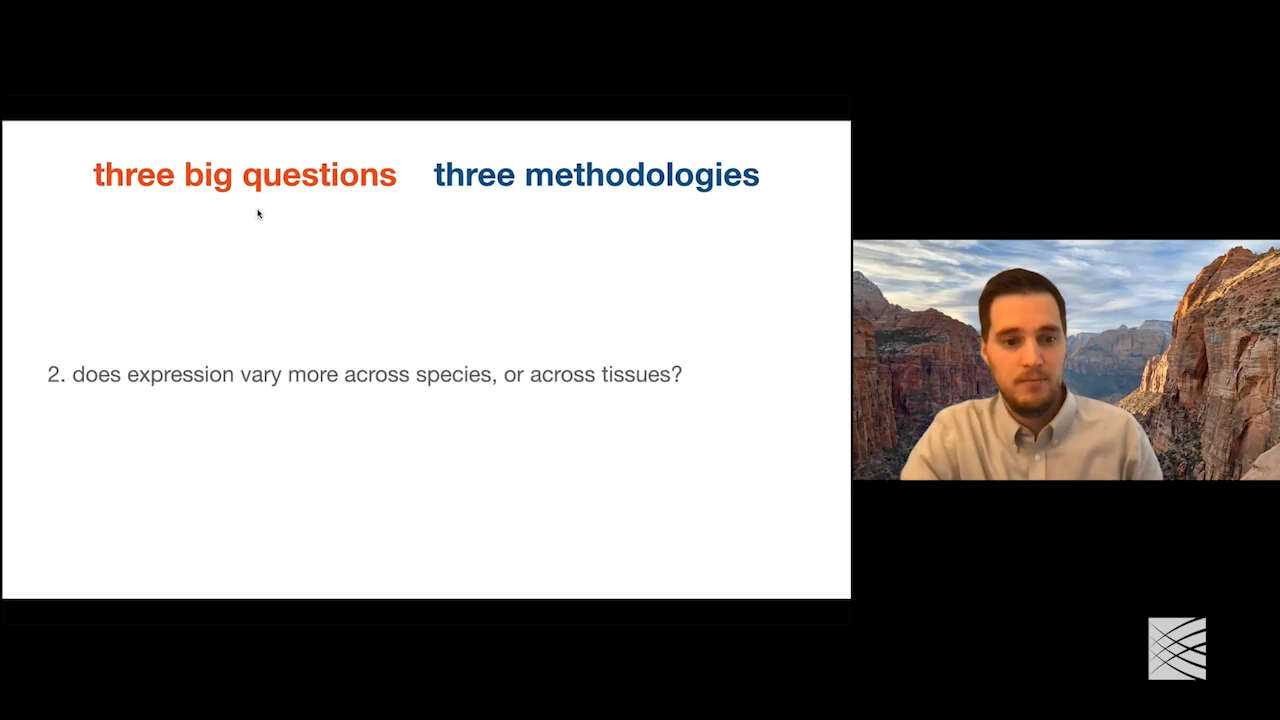 three big questions three methodologies
2. does expression vary more across species, or across tissues?